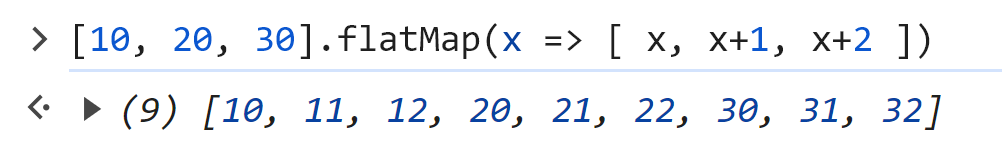 > [10, 20, 30].flatMap(x => [ x, x+1, x+2 ])
(9) [10, 11, 12, 20, 21, 22, 30, 31, 32]